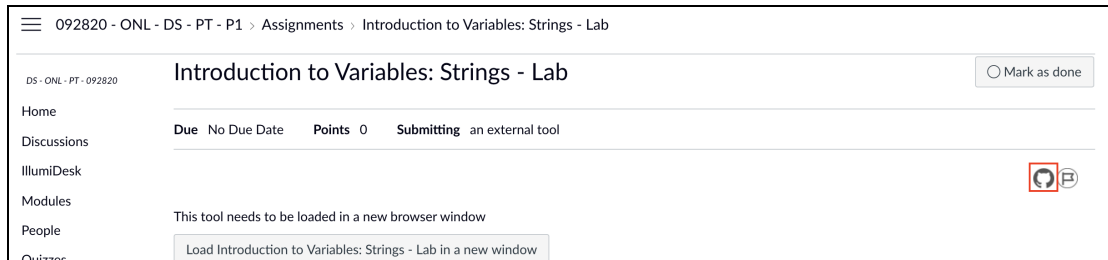 092820 - ONL - DS - PT - P1 > Assignments > Introduction to Variables: Strings - Lab
DS - ONL - PT - 092820
Introduction to Variables: Strings - Lab
Mark as done
Home
Due No Due Date Points 0 Submitting an external tool
Discussions
IllumiDesk
Modules
This tool needs to be loaded in a new browser window
People
Load Introduction to Variables: Strings - Lab in a new window
Quizzes